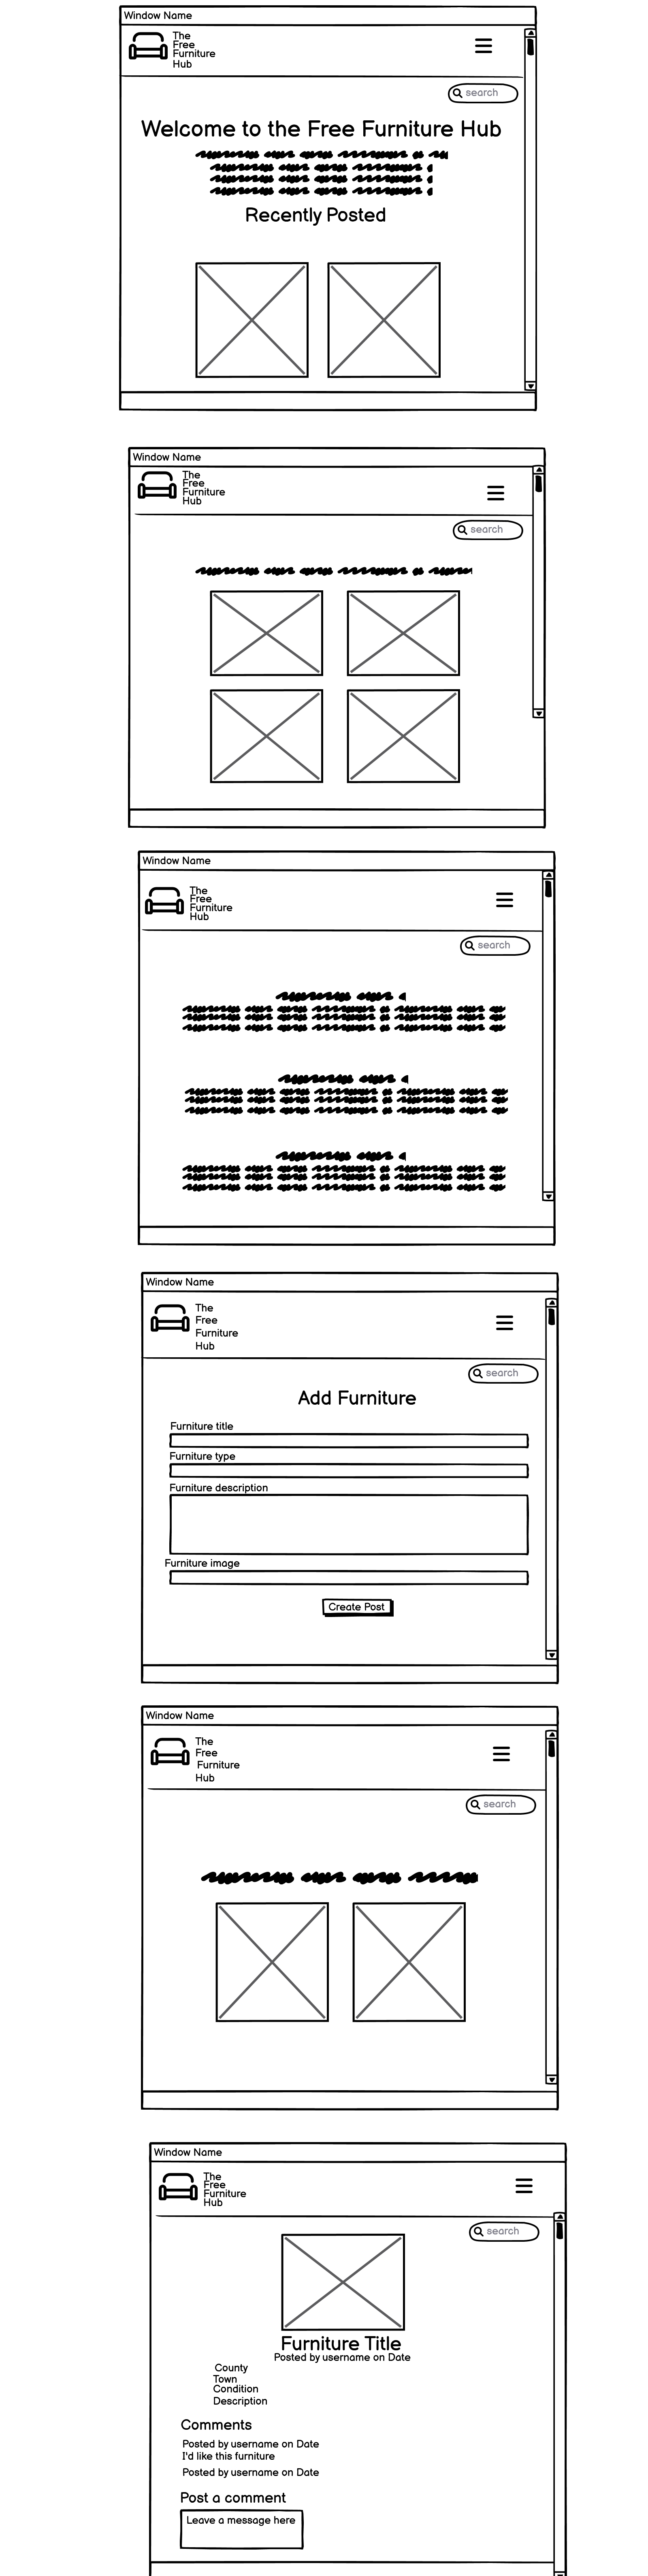 Window Name
The
Free
Furniture
Hub
search
Welcome to the Free Furniture Hub
Recently Posted
Window Name
The
Free
Furniture
Hub
search
Window Name
The
Free
Furniture
Hub
search
Window Name
The
Free
Furniture
Hub
search
Add Furniture
Furniture title
Furniture type
Furniture description
Furniture image
Create Post
Window Name
The
Free
Furniture
Hub
search
Window Name
The
Free
Furniture
Hub
search
Furniture Title
Posted by username on Date
County
Town
Condition
Description
Comments
Posted by username on Date
I'd like this furniture
Posted by username on Date
Post a comment
Leave a message here